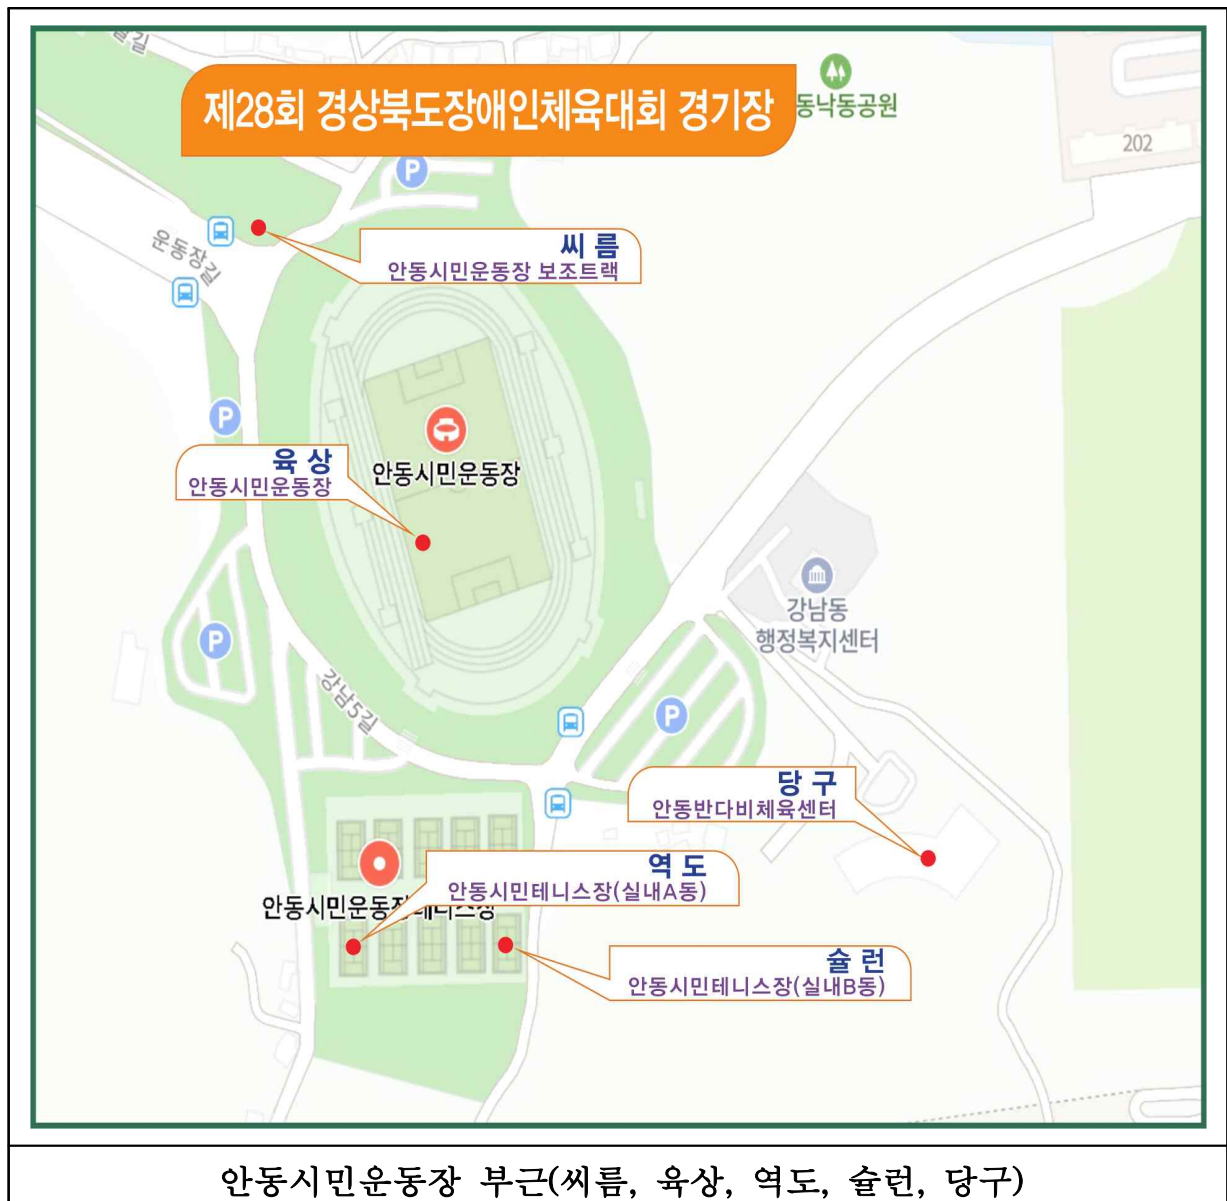 제28회 경상북도장애인체육대회 경기장
동낙동공원
202
P
씨름
안동시민운동장 보조트랙
운동장길
P
육상
안동시민운동장
안동시민운동장
강남동
행정복지센터
P
강남5길
P
당구
안동반다비체육센터
역도
안동시민테니스장(실내A동)
안동시민운동장테니스장
슐런
안동시민테니스장(실내B동)
안동시민운동장 부근(씨름, 육상, 역도, 슐런, 당구)